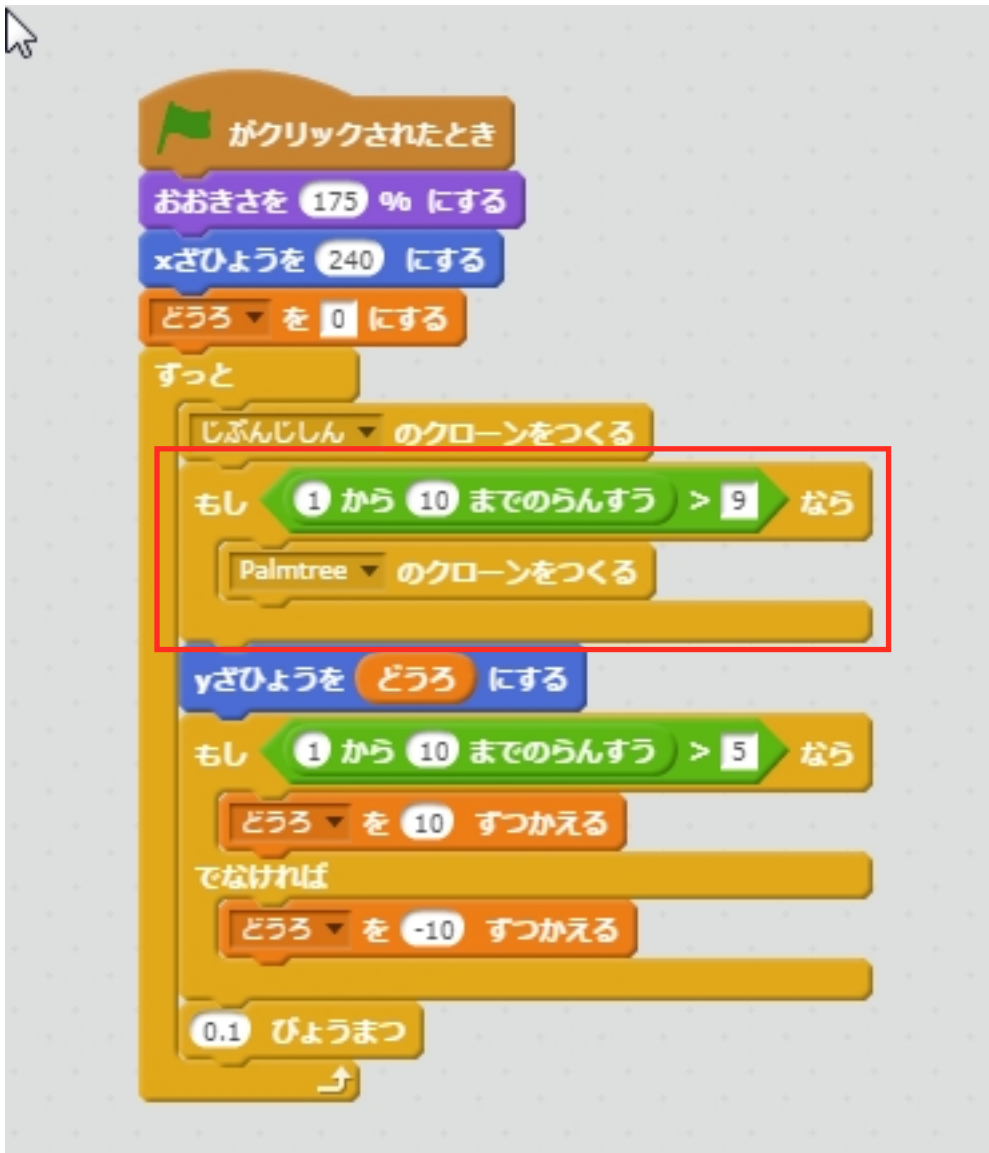 がクリックされたとき
おおきさを 175 % にする
xざひょうを 240 にする
どうろ を 0 にする
ずっと
じぶんじしん のクローンをつくる
もし 1 から 10 までのらんすう > 9 なら
Palmtree のクローンをつくる
yざひょうを どうろ にする
もし 1 から 10 までのらんすう > 5 なら
どうろ を 10 ずつかえる
でなければ
どうろ を -10 ずつかえる
0.1 びょうまつ